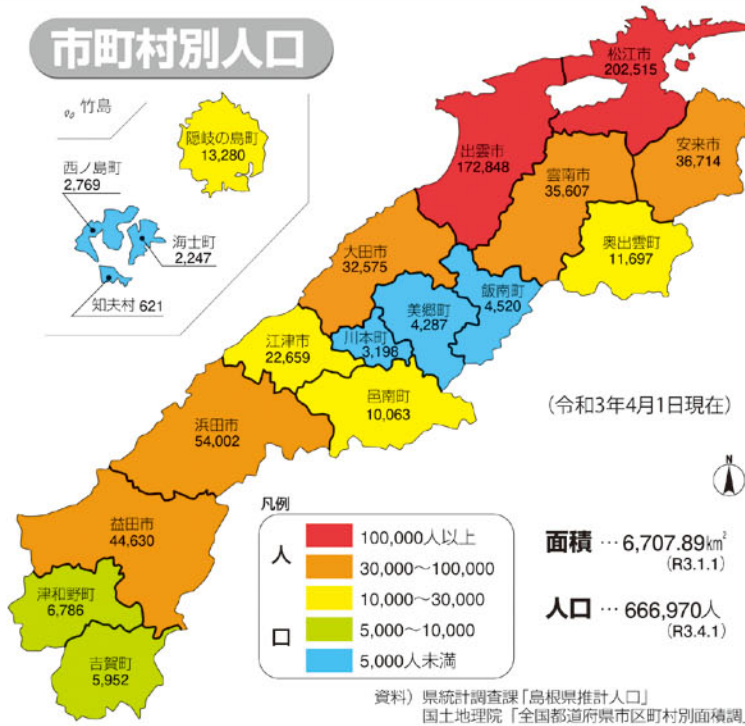 市町村別人口
竹島
隠岐の島町
13,280
西ノ島町
2,769
海士町
2,247
知夫村 621
松江市
202,515
出雲市
172,848
安来市
36,714
雲南市
35,607
奥出雲町
11,697
大田市
32,575
飯南町
4,520
美郷町
4,287
川本町
3,198
江津市
22,659
邑南町
10,063
浜田市
54,002
益田市
44,630
津和野町
6,786
吉賀町
5,952
(令和3年4月1日現在)
N
凡例
人口
100,000人以上
30,000～100,000
10,000～30,000
5,000～10,000
5,000人未満
面積 … 6,707.89km²
(R3.1.1)
人口 … 666,970人
(R3.4.1)
資料) 県統計調査課「島根県推計人口」
国土地理院「全国都道府県市区町村別面積調